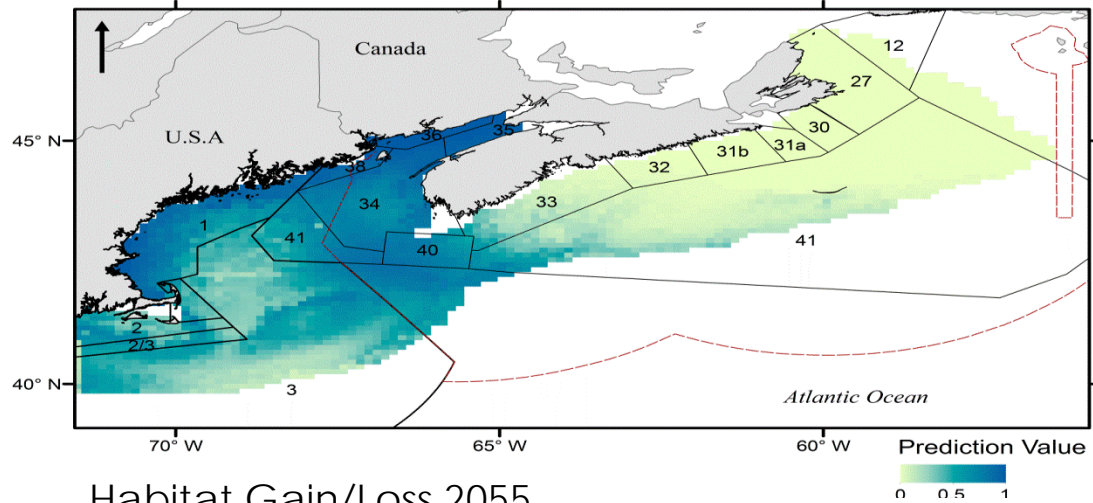 Canada
12
27
45° N
U.S.A
36
35
30
31a
31b
38
32
34
33
1
41
40
41
2
2/3
40° N
3
Atlantic Ocean
70° W
65° W
60° W
Prediction Value
0 0.5 1
Habitat Gain/Loss 2055